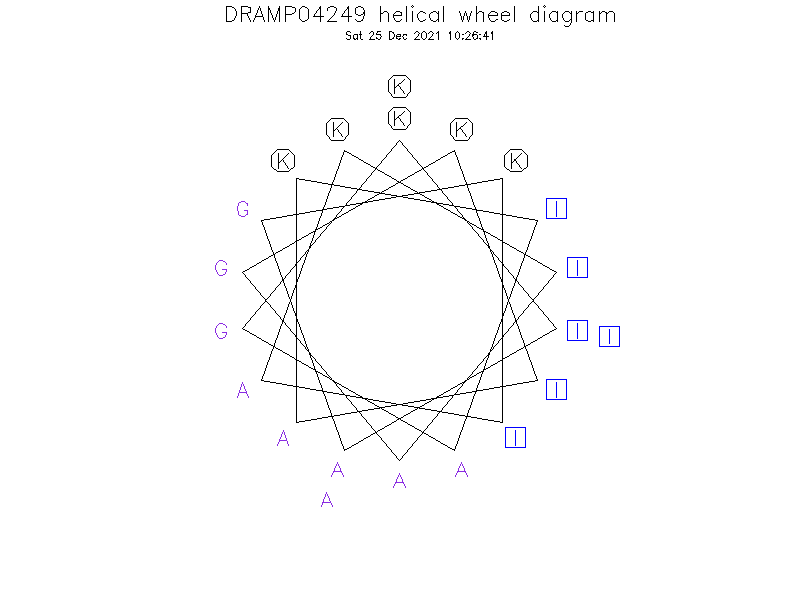 DRAMP04249 helical wheel diagram
Sat 25 Dec 2021 10:26:41
K
K
K K
K K
G I
G I
G I I
A I
A I
A A
A
A